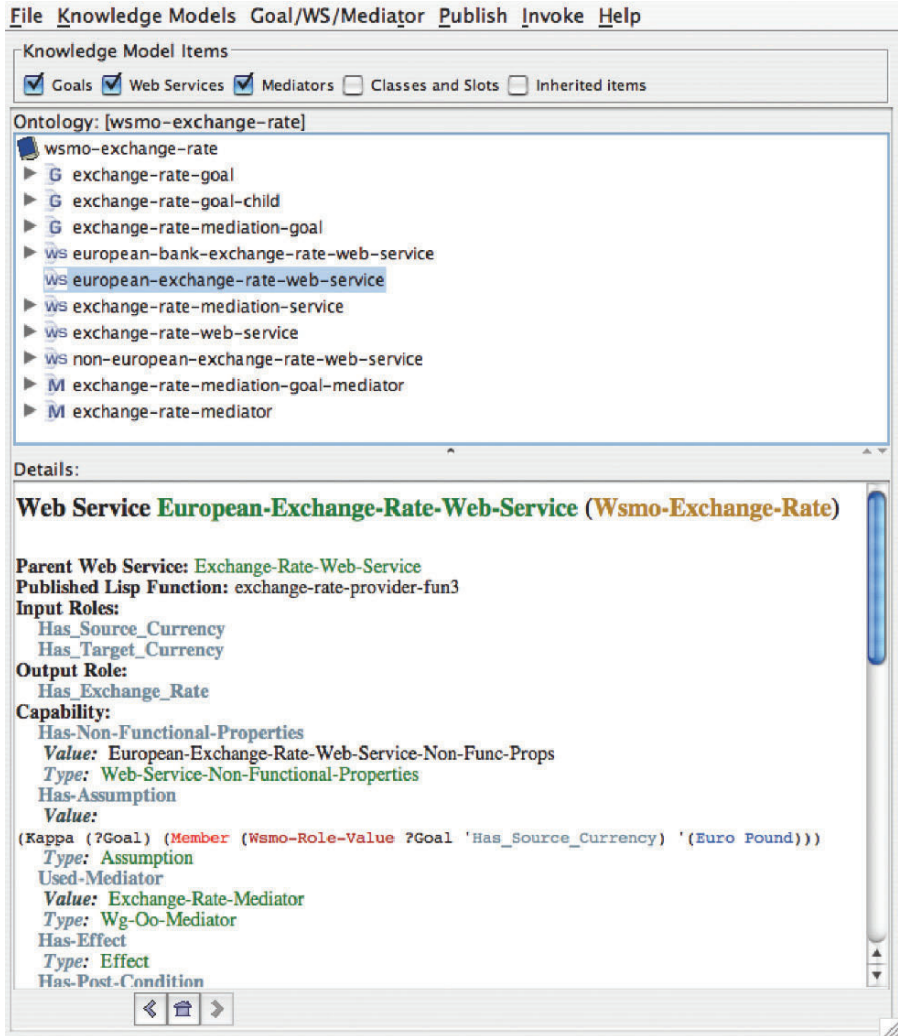 File Knowledge Models Goal/WS/Mediator Publish Invoke Help
Knowledge Model Items
Goals Web Services Mediators Classes and Slots Inherited items
Ontology: [wsmo-exchange-rate]
wsmo-exchange-rate
G exchange-rate-goal
G exchange-rate-goal-child
G exchange-rate-mediation-goal
WS european-bank-exchange-rate-web-service
WS european-exchange-rate-web-service
WS exchange-rate-mediation-service
WS exchange-rate-web-service
WS non-european-exchange-rate-web-service
M exchange-rate-mediation-goal-mediator
M exchange-rate-mediator
Details:
Web Service European-Exchange-Rate-Web-Service (Wsmo-Exchange-Rate)
Parent Web Service: Exchange-Rate-Web-Service
Published Lisp Function: exchange-rate-provider-fun3
Input Roles:
Has_Source_Currency
Has_Target_Currency
Output Role:
Has_Exchange_Rate
Capability:
Has-Non-Functional-Properties
Value: European-Exchange-Rate-Web-Service-Non-Func-Props
Type: Web-Service-Non-Functional-Properties
Has-Assumption
Value:
(Kappa (?Goal) (Member (Wsmo-Role-Value ?Goal 'Has_Source_Currency) '(Euro Pound)))
Type: Assumption
Used-Mediator
Value: Exchange-Rate-Mediator
Type: Wg-Oo-Mediator
Has-Effect
Type: Effect
Has-Post-Condition